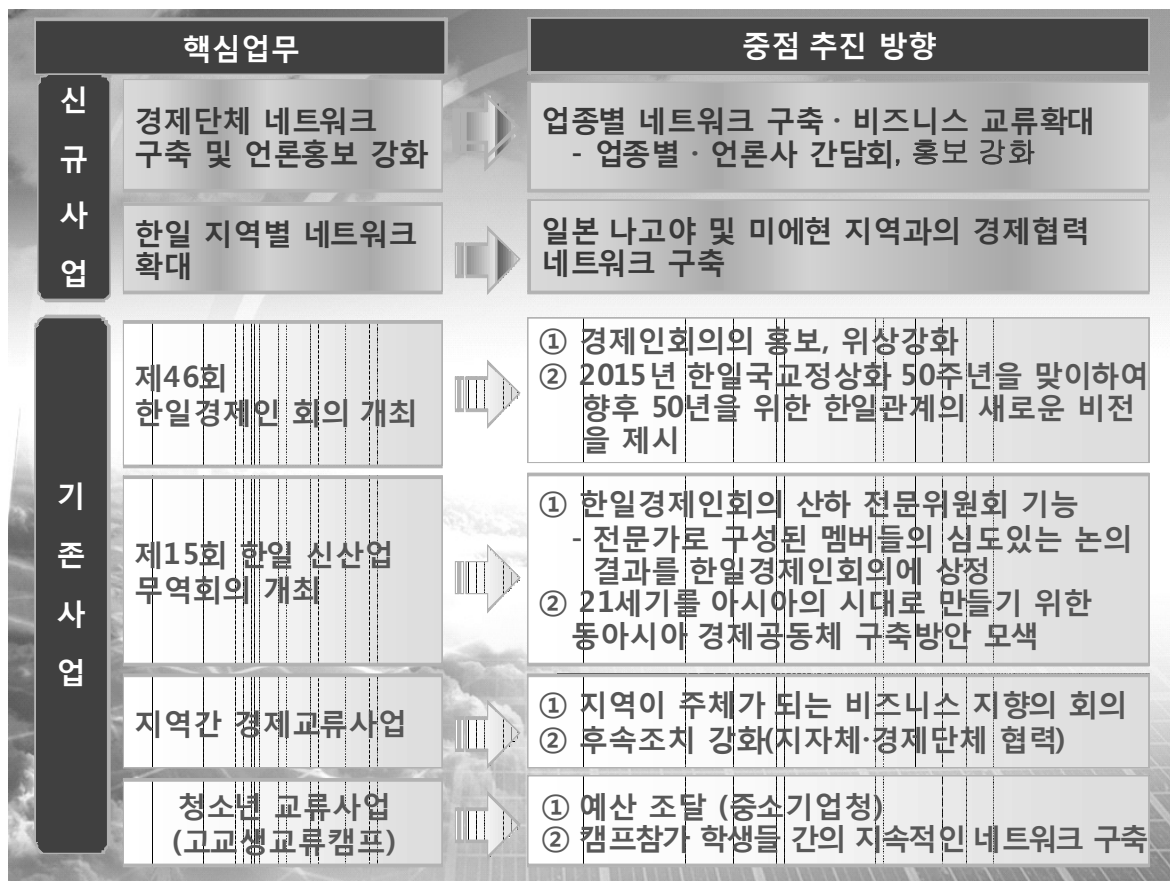 핵심업무
중점 추진 방향
신규사업
경제단체 네트워크
구축 및 언론홍보 강화
업종별 네트워크 구축 · 비즈니스 교류확대
- 업종별 · 언론사 간담회, 홍보 강화
한일 지역별 네트워크
확대
일본 나고야 및 미에현 지역과의 경제협력
네트워크 구축
기존사업
제46회
한일경제인 회의 개최
① 경제인회의의 홍보, 위상강화
② 2015년 한일국교정상화 50주년을 맞이하여
향후 50년을 위한 한일관계의 새로운 비전
을 제시
제15회 한일 신산업
무역회의 개최
① 한일경제인회의 산하 전문위원회 기능
- 전문가로 구성된 멤버들의 심도있는 논의
결과를 한일경제인회의에 상정
② 21세기를 아시아의 시대로 만들기 위한
동아시아 경제공동체 구축방안 모색
지역간 경제교류사업
① 지역이 주체가 되는 비즈니스 지향의 회의
② 후속조치 강화(지자체·경제단체 협력)
청소년 교류사업
(고교생교류캠프)
① 예산 조달 (중소기업청)
② 캠프참가 학생들 간의 지속적인 네트워크 구축